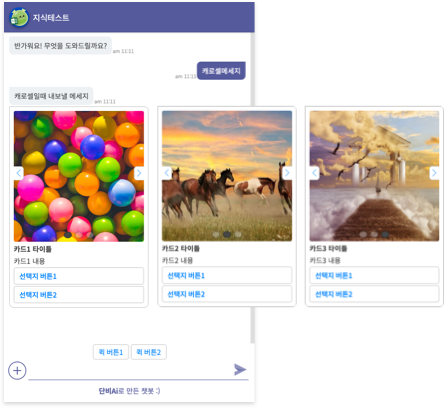 지식테스트
반가워요! 무엇을 도와드릴까요? am 11:11
am 11:12 카로셀메세지
카로셀일때 내보낼 메세지 am 11:11
카드1 타이틀
카드1 내용
선택지 버튼1
선택지 버튼2
카드2 타이틀
카드2 내용
선택지 버튼1
선택지 버튼2
카드3 타이틀
카드3 내용
선택지 버튼1
선택지 버튼2
퀵 버튼1 퀵 버튼2
단비Ai로 만든 챗봇 :)